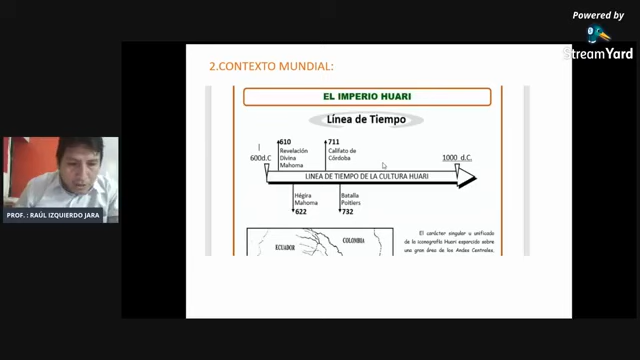 Powered by
StreamYard
2.CONTEXTO MUNDIAL:
EL IMPERIO HUARI
Línea de Tiempo
610
Revelación
Divina
Mahoma
711
Califato de
Córdoba
600d.C
1000 d.C.
LINEA DE TIEMPO DE LA CULTURA HUARI
Hégira
Mahoma
622
Batalla
Poitiers
732
ECUADOR
COLOMBIA
El carácter singular y unificado
de la iconografía Huari esparcido sobre
una gran área de los Andes Centrales.
PROF. : RAÚL IZQUIERDO JARA